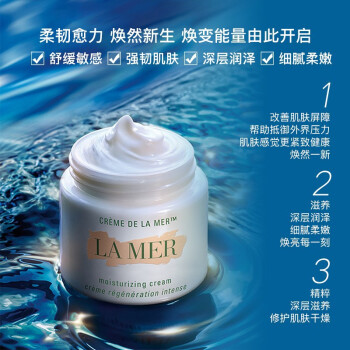 柔韧愈力 焕然新生 焕变能量由此开启
舒缓敏感 强韧肌肤 深层润泽 细腻柔嫩
1
改善肌肤屏障
帮助抵御外界压力
肌肤感觉更紧致健康
焕然一新
2
滋养
深层润泽
细腻柔嫩
焕亮每一刻
3
精粹
深层滋养
修护肌肤干燥
CRÈME DE LA MER™
LA MER
moisturizing cream
crème régénération intense